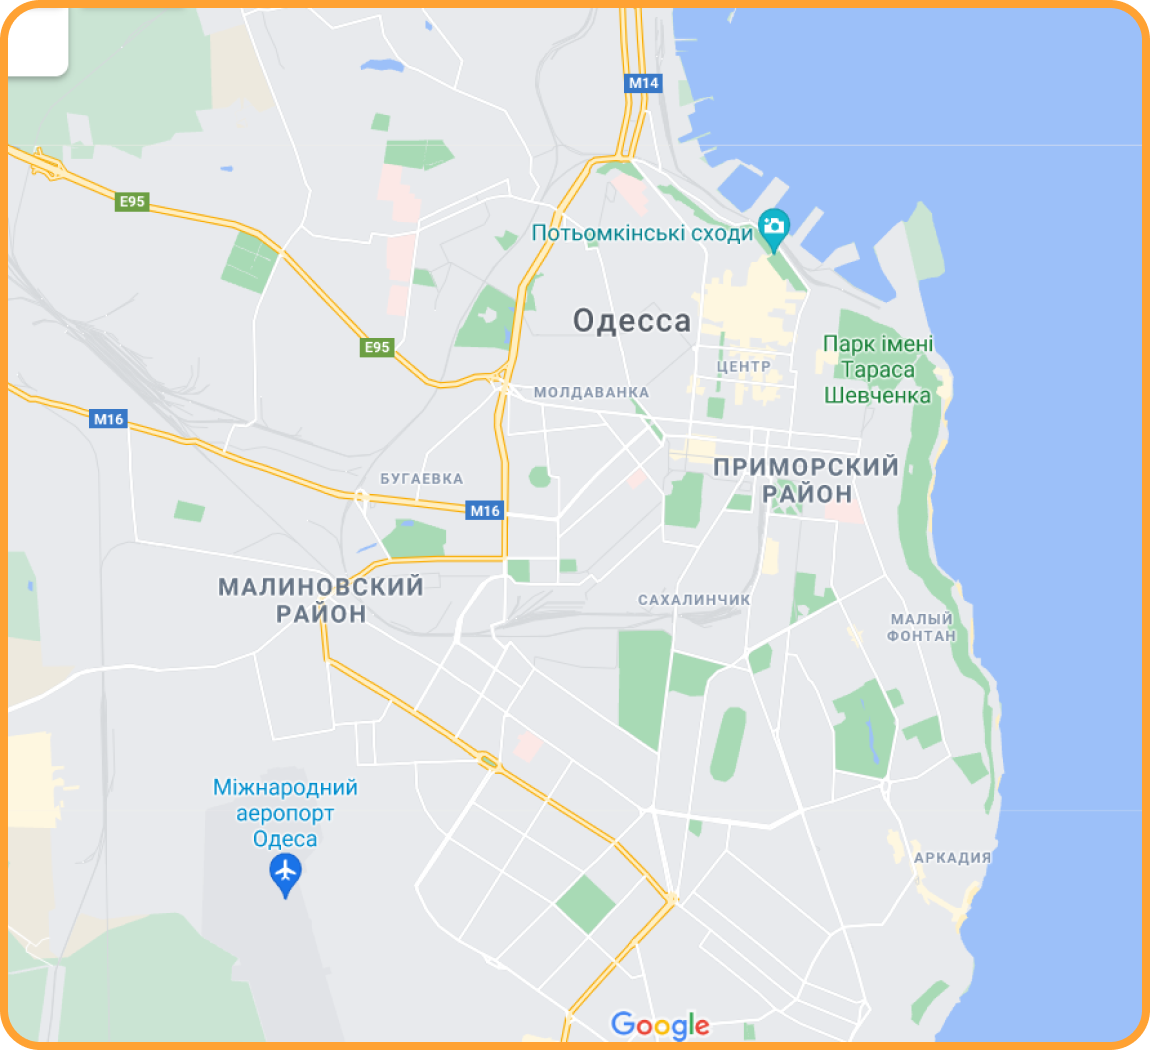 M14
E95
Потьомкінські сходи
Одесса
Парк імені
Тараса
Шевченка
E95
ЦЕНТР
МОЛДАВАНКА
M16
ПРИМОРСКИЙ
РАЙОН
БУГАЕВКА
M16
МАЛИНОВСКИЙ
РАЙОН
САХАЛИНЧИК
МАЛЫЙ
ФОНТАН
Міжнародний
аеропорт
Одеса
АРКАДИЯ
Google